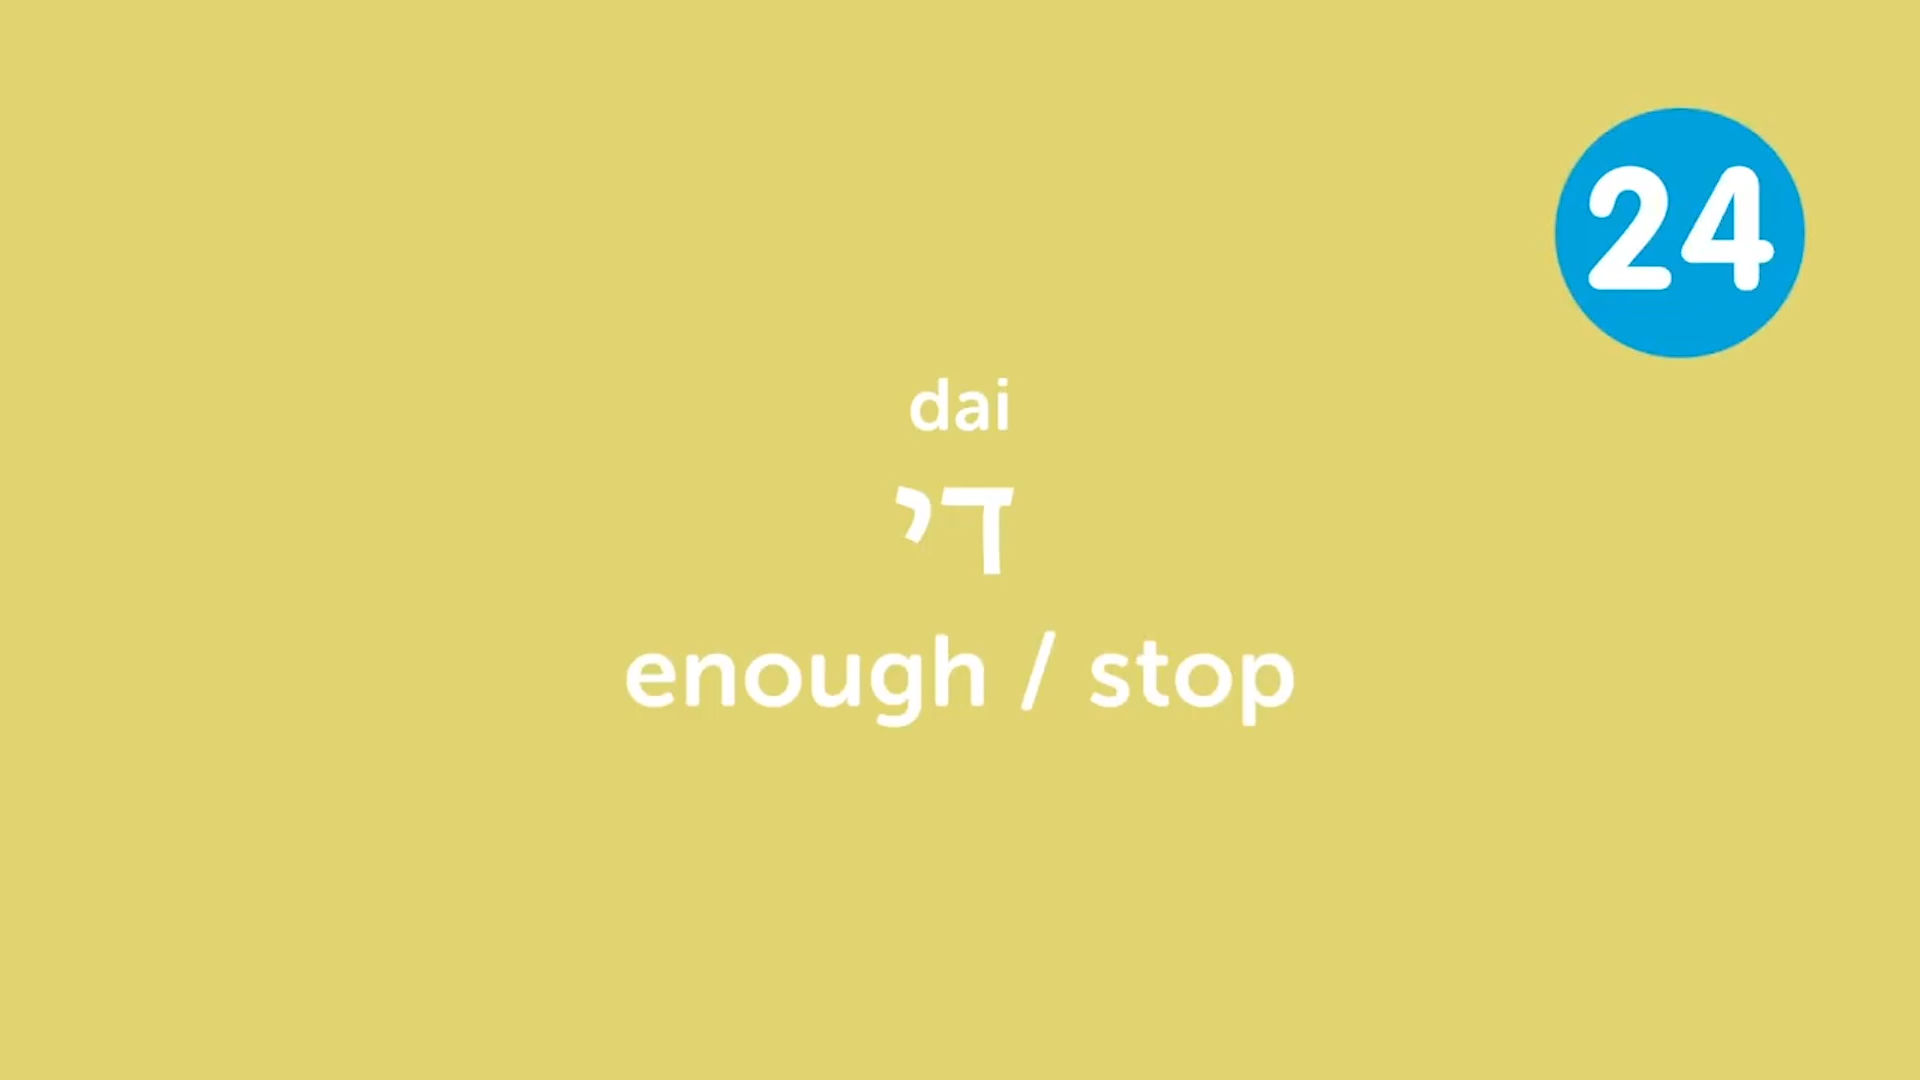 24
dai
די
enough / stop